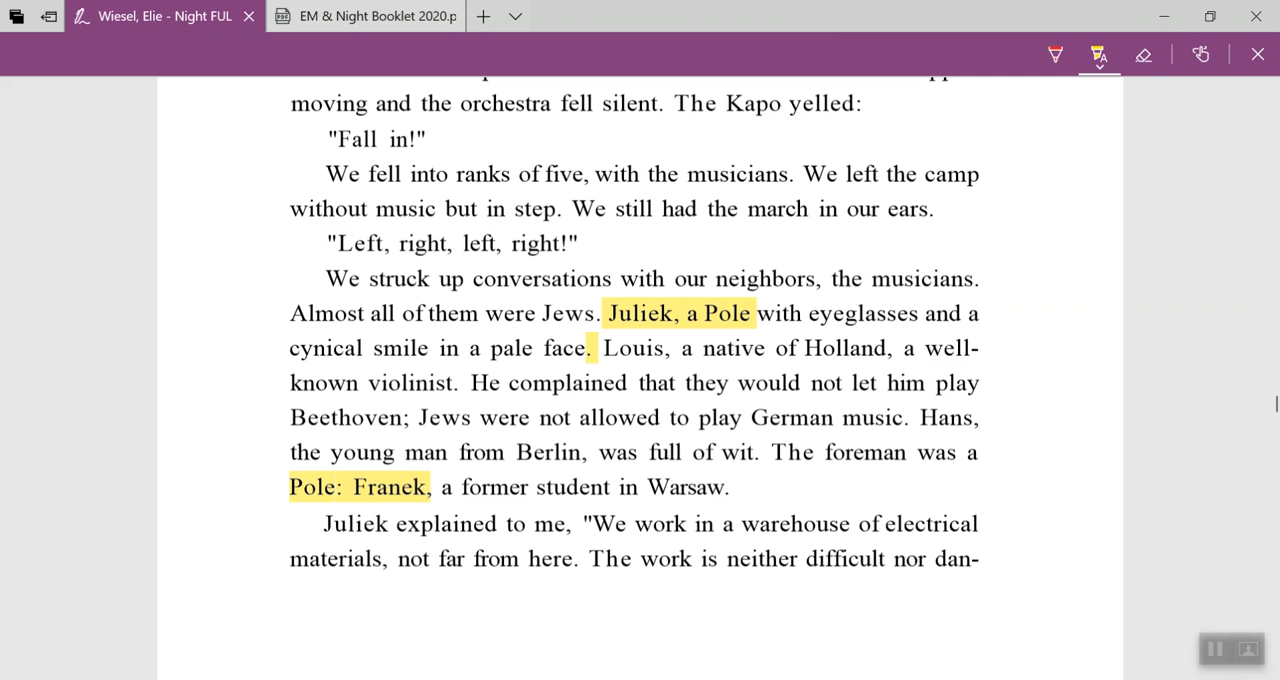 Wiesel, Elie - Night FUL
EM & Night Booklet 2020.p
moving and the orchestra fell silent. The Kapo yelled:
"Fall in!"
We fell into ranks of five, with the musicians. We left the camp
without music but in step. We still had the march in our ears.
"Left, right, left, right!"
We struck up conversations with our neighbors, the musicians.
Almost all of them were Jews. Juliek, a Pole with eyeglasses and a
cynical smile in a pale face. Louis, a native of Holland, a well-
known violinist. He complained that they would not let him play
Beethoven; Jews were not allowed to play German music. Hans,
the young man from Berlin, was full of wit. The foreman was a
Pole: Franek, a former student in Warsaw.
Juliek explained to me, "We work in a warehouse of electrical
materials, not far from here. The work is neither difficult nor dan-